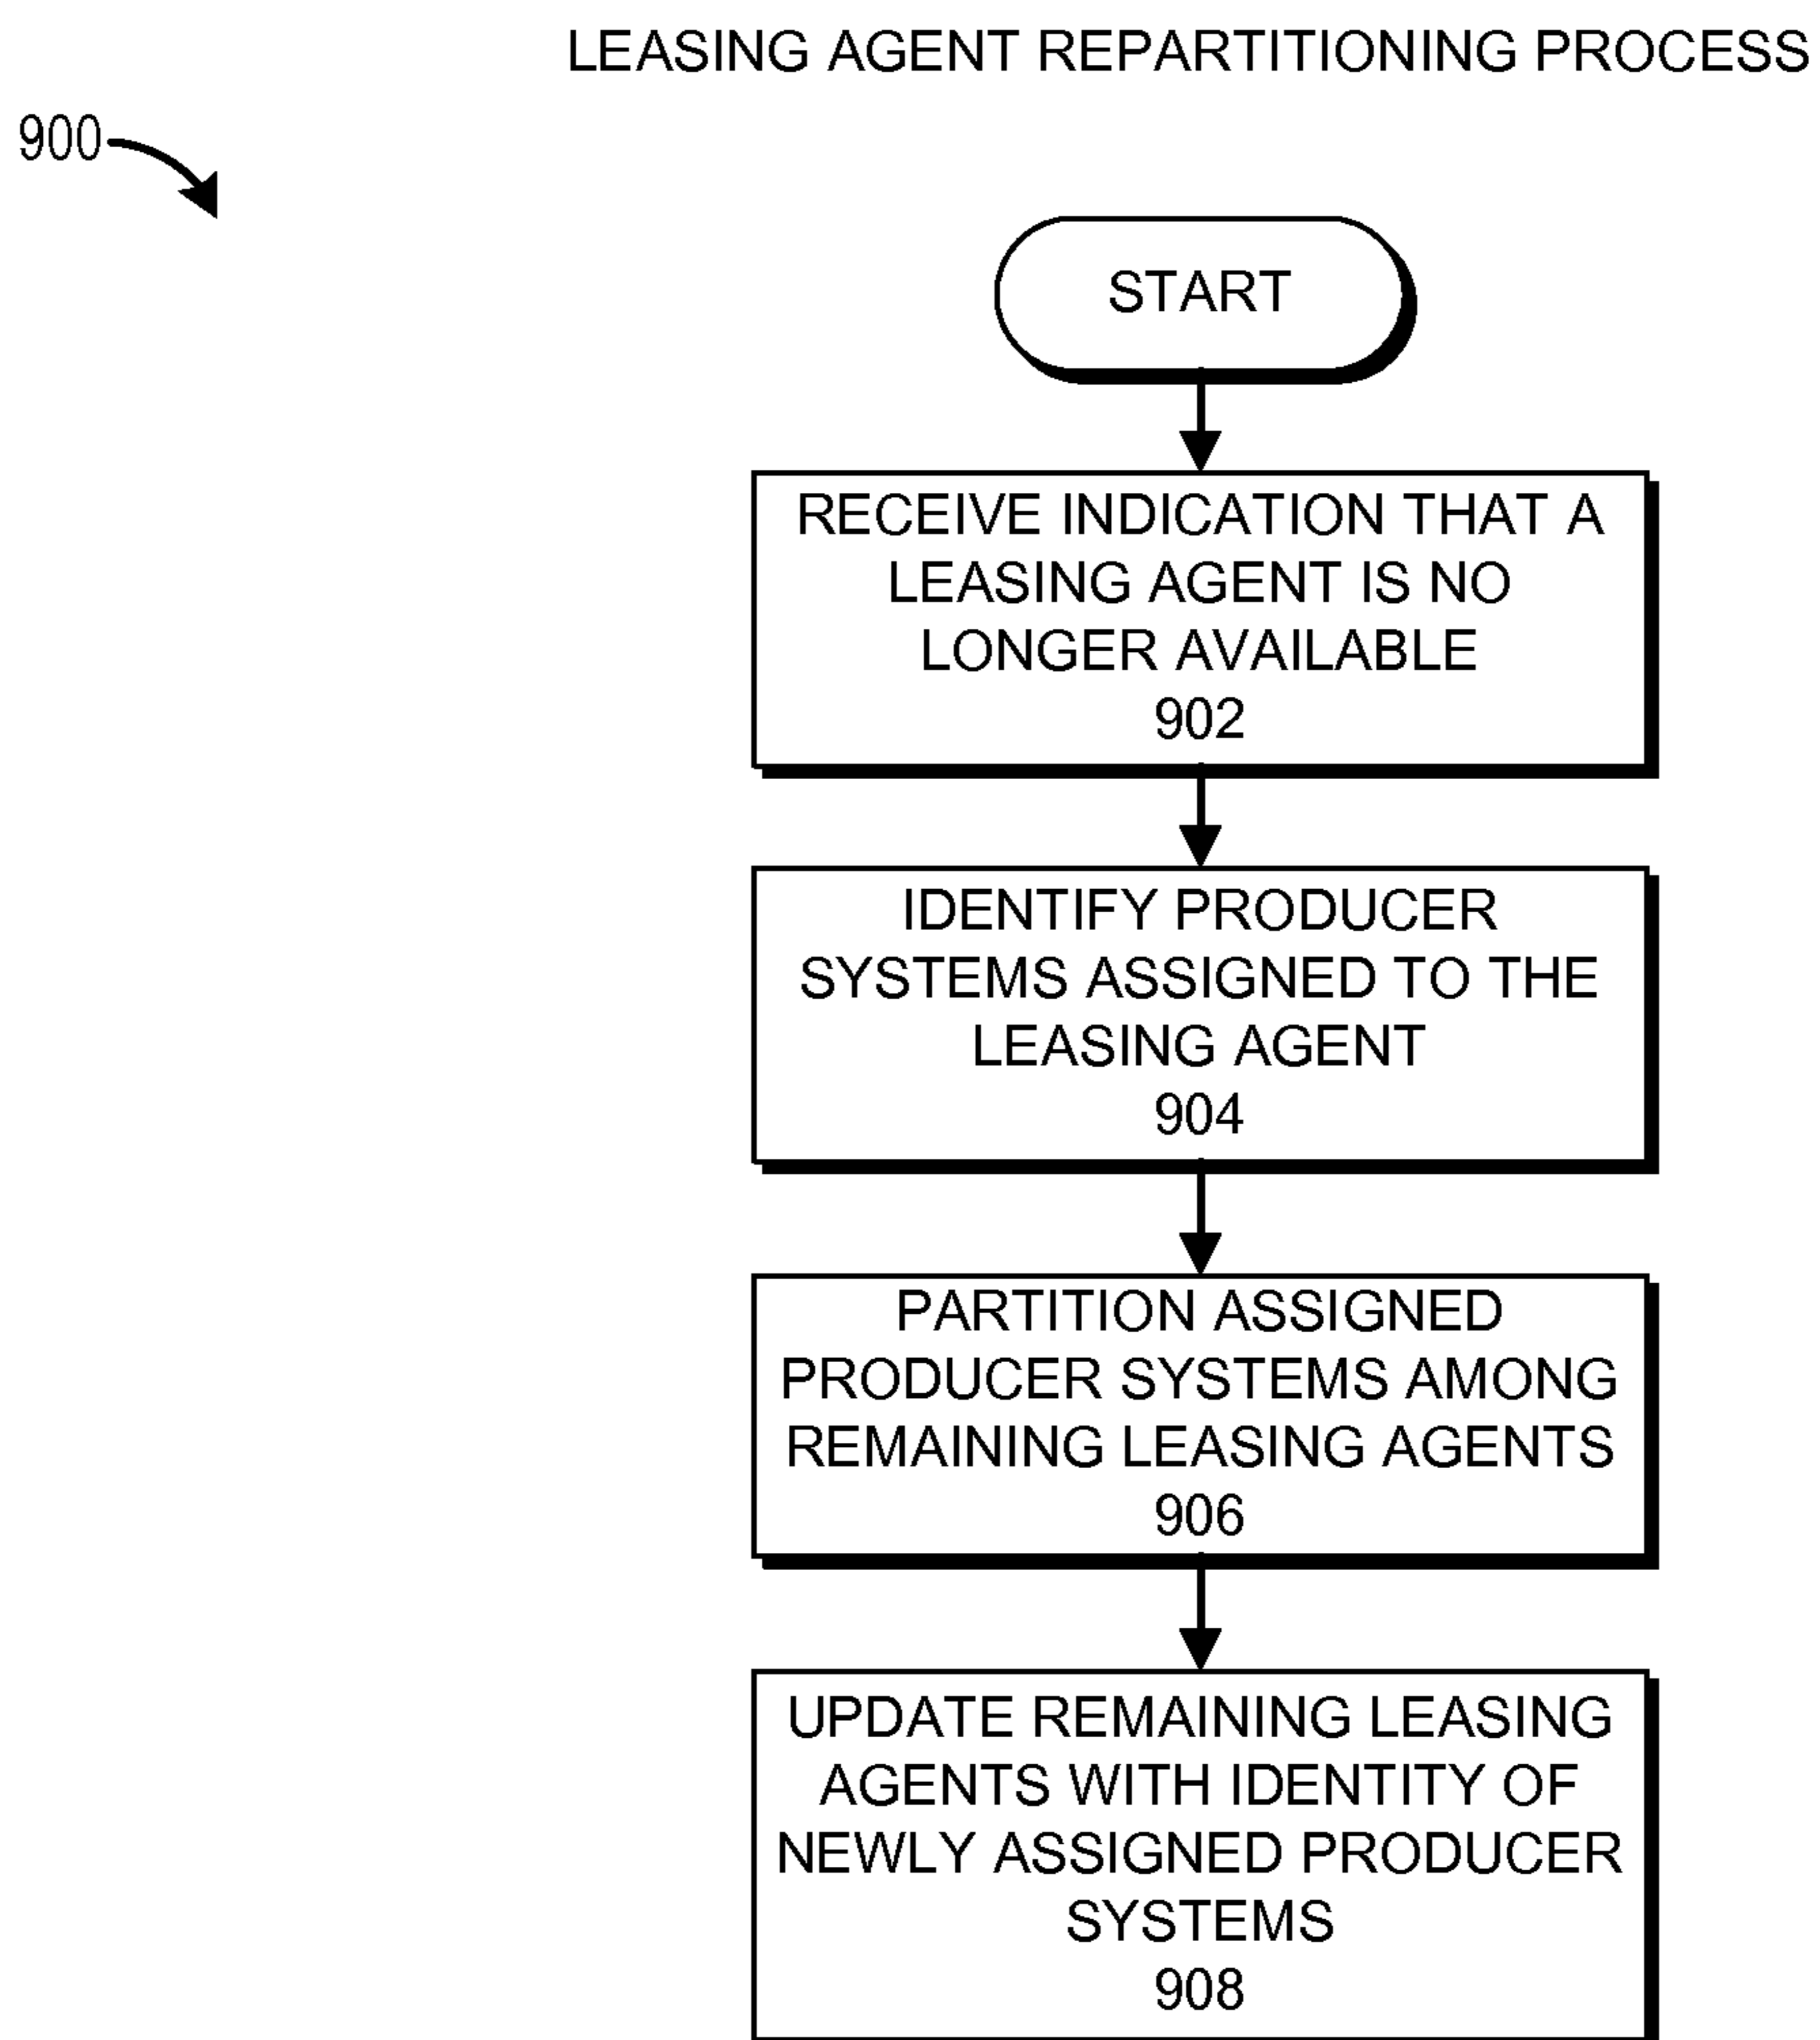 LEASING AGENT REPARTITIONING PROCESS
900
START
RECEIVE INDICATION THAT A
LEASING AGENT IS NO
LONGER AVAILABLE
902
IDENTIFY PRODUCER
SYSTEMS ASSIGNED TO THE
LEASING AGENT
904
PARTITION ASSIGNED
PRODUCER SYSTEMS AMONG
REMAINING LEASING AGENTS
906
UPDATE REMAINING LEASING
AGENTS WITH IDENTITY OF
NEWLY ASSIGNED PRODUCER
SYSTEMS
908